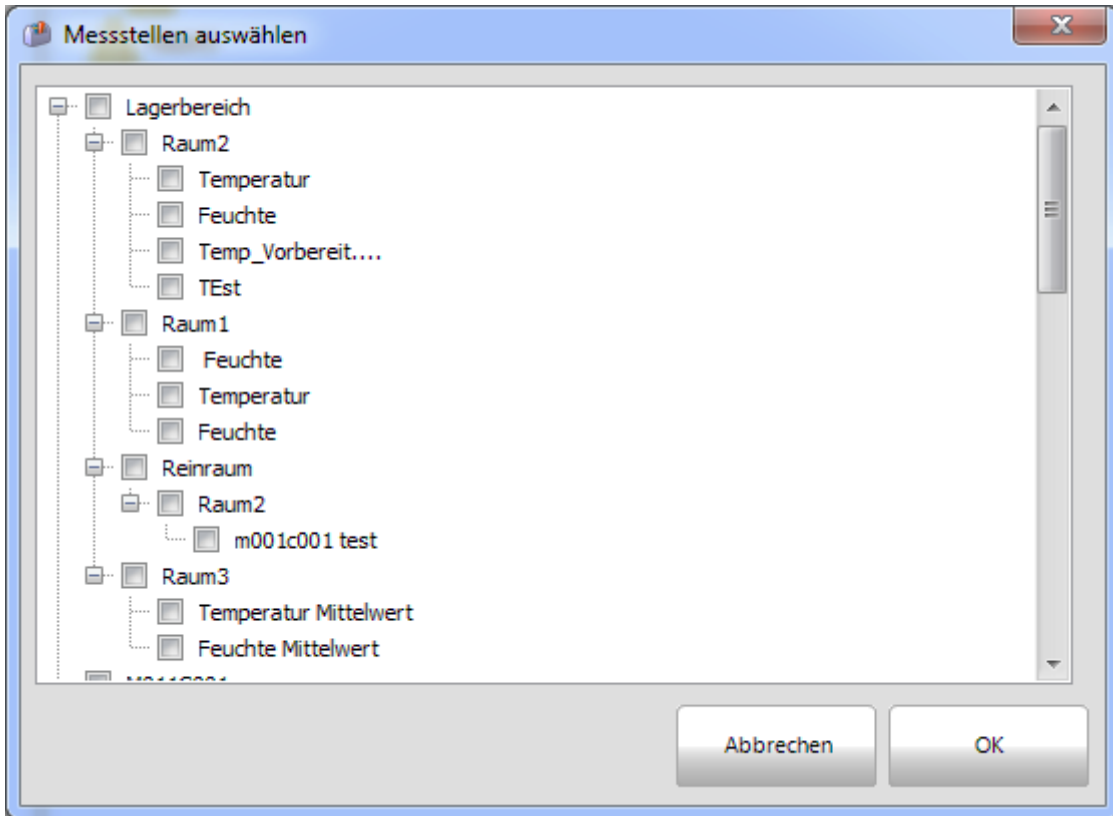 Messstellen auswählen
Lagerbereich
Raum2
Temperatur
Feuchte
Temp_Vorbereit....
TEst
Raum1
Feuchte
Temperatur
Feuchte
Reinraum
Raum2
m001c001 test
Raum3
Temperatur Mittelwert
Feuchte Mittelwert
Abbrechen
OK